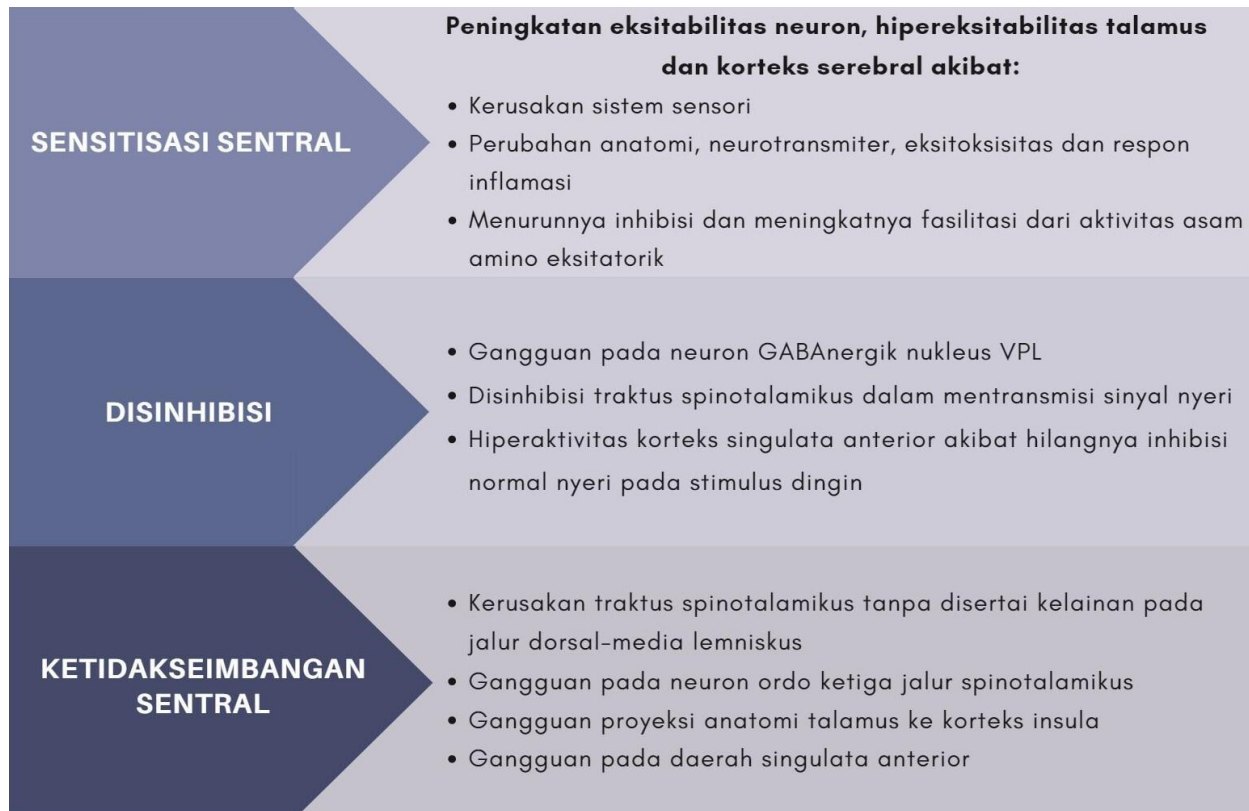 SENSITISASI SENTRAL
Peningkatan eksitabilitas neuron, hipereksitabilitas talamus
dan korteks serebral akibat:
• Kerusakan sistem sensori
• Perubahan anatomi, neurotransmiter, eksitoksisitas dan respon
inflamasi
• Menurunnya inhibisi dan meningkatnya fasilitasi dari aktivitas asam
amino eksitatorik
DISINHIBISI
• Gangguan pada neuron GABAnergik nukleus VPL
• Disinhibisi traktus spinotalamikus dalam mentransmisi sinyal nyeri
• Hiperaktivitas korteks singulata anterior akibat hilangnya inhibisi
normal nyeri pada stimulus dingin
KETIDAKSEIMBANGAN
SENTRAL
• Kerusakan traktus spinotalamikus tanpa disertai kelainan pada
jalur dorsal-media lemniskus
• Gangguan pada neuron ordo ketiga jalur spinotalamikus
• Gangguan proyeksi anatomi talamus ke korteks insula
• Gangguan pada daerah singulata anterior